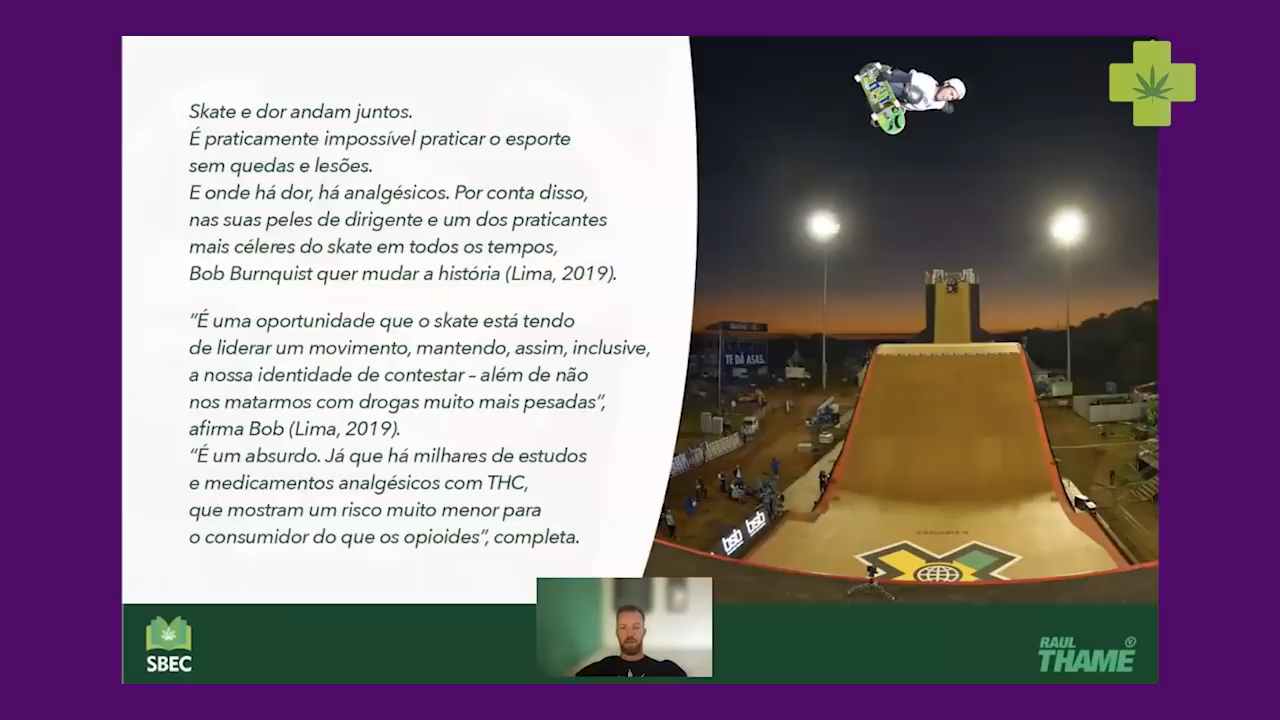 Skate e dor andam juntos.
É praticamente impossível praticar o esporte
sem quedas e lesões.
E onde há dor, há analgésicos. Por conta disso,
nas suas peles de dirigente e um dos praticantes
mais céleres do skate em todos os tempos,
Bob Burnquist quer mudar a história (Lima, 2019).
“É uma oportunidade que o skate está tendo
de liderar um movimento, mantendo, assim, inclusive,
a nossa identidade de contestar – além de não
nos matarmos com drogas muito mais pesadas”,
afirma Bob (Lima, 2019).
“É um absurdo. Já que há milhares de estudos
e medicamentos analgésicos com THC,
que mostram um risco muito menor para
o consumidor do que os opioides”, completa.
TE DÁ ASAS.
bsb bsb
SBEC
RAUL
THAME